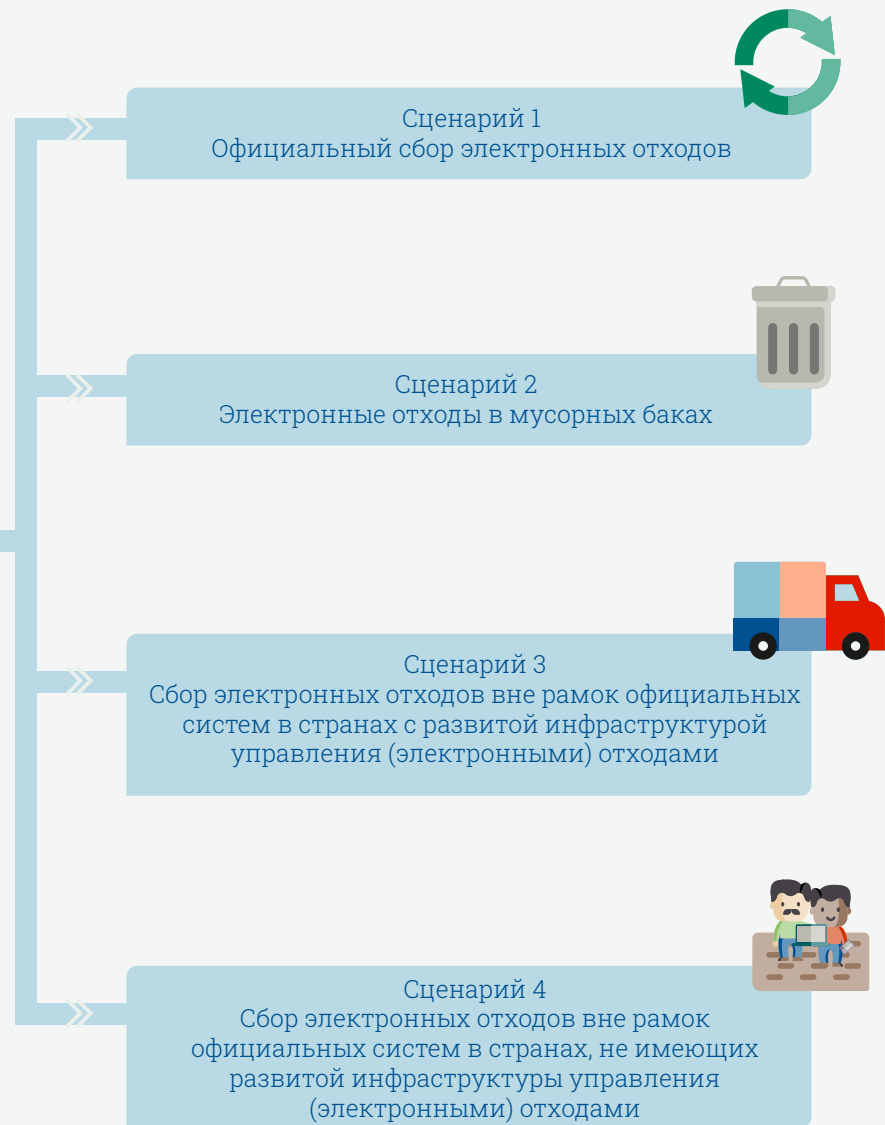 Сценарий 1
Официальный сбор электронных отходов
Сценарий 2
Электронные отходы в мусорных баках
Сценарий 3
Сбор электронных отходов вне рамок официальных
систем в странах с развитой инфраструктурой
управления (электронными) отходами
Сценарий 4
Сбор электронных отходов вне рамок
официальных систем в странах, не имеющих
развитой инфраструктуры управления
(электронными) отходами